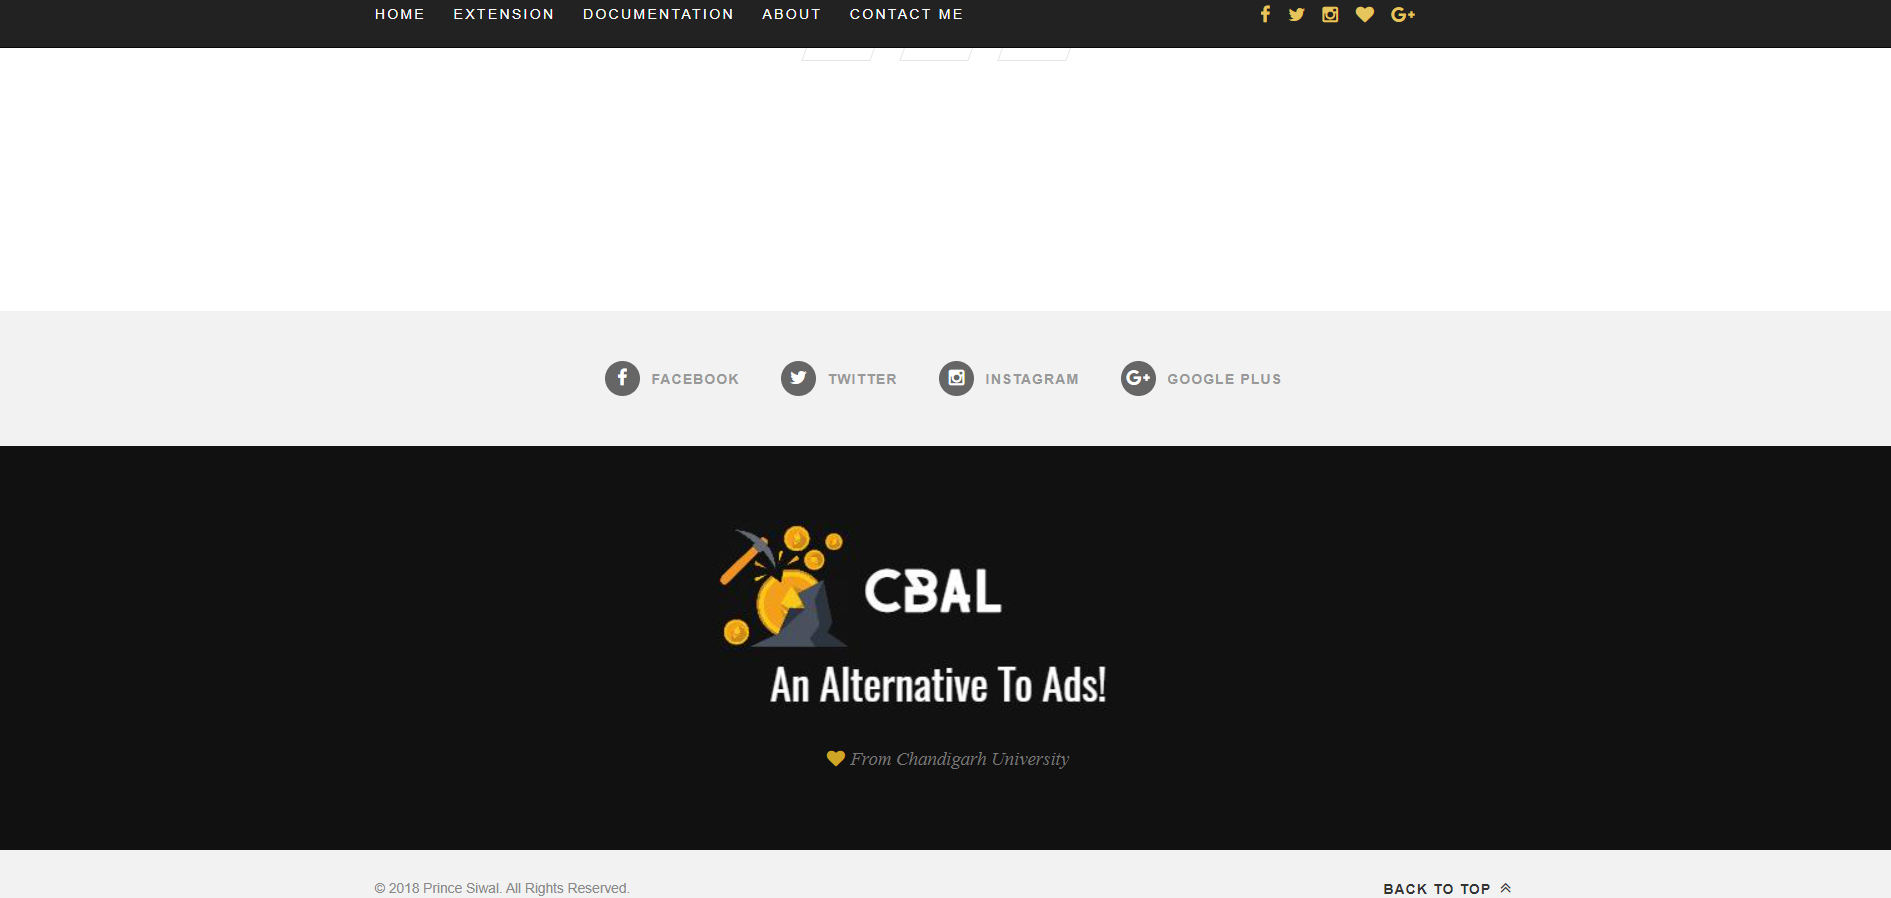 HOME EXTENSION DOCUMENTATION ABOUT CONTACT ME
FACEBOOK TWITTER INSTAGRAM GOOGLE PLUS
CBAL
An Alternative To Ads!
From Chandigarh University
© 2018 Prince Siwal. All Rights Reserved.
BACK TO TOP